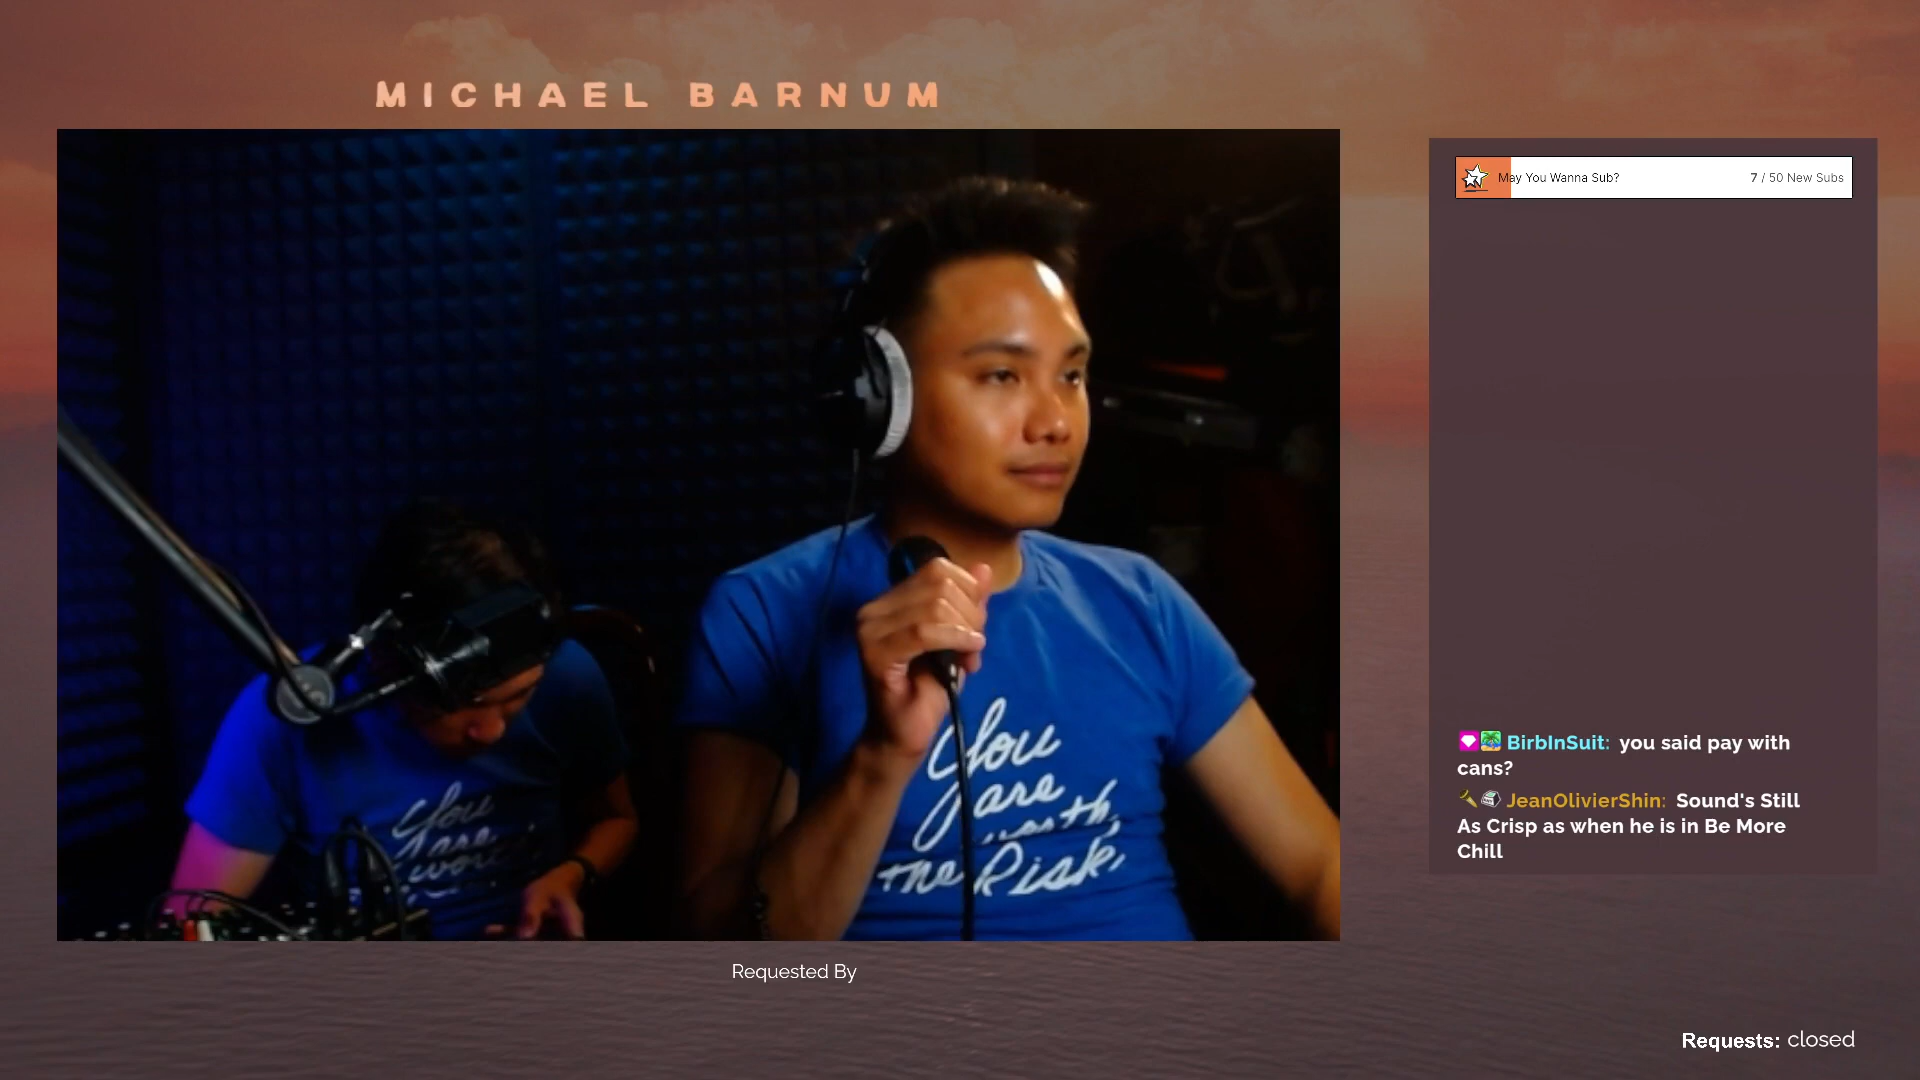 MICHAEL BARNUM
May You Wanna Sub? 7 / 50 New Subs
BirbInSuit: you said pay with
cans?
JeanOlivierShin: Sound's Still
As Crisp as when he is in Be More
Chill
You
are
worth
the Risk,
You
are
Requested By
Requests: closed